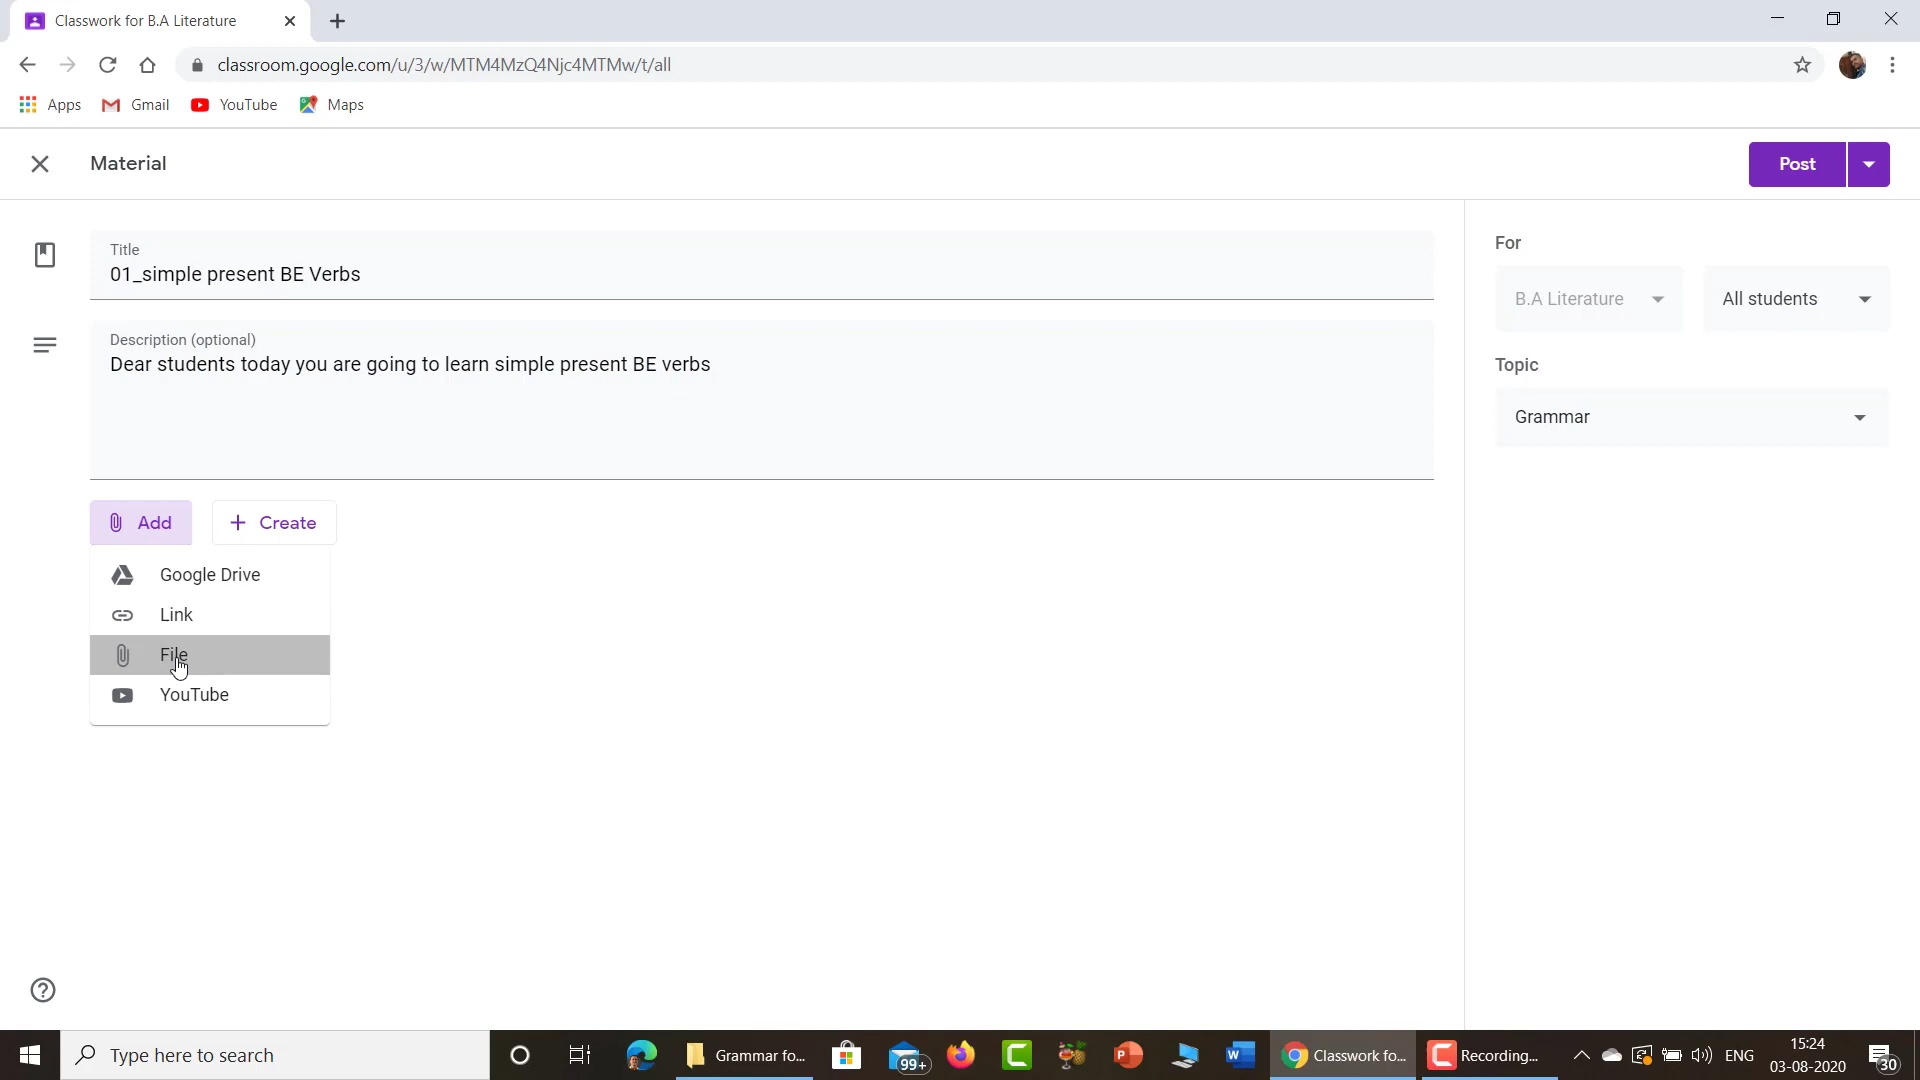 Classwork for B.A Literature
classroom.google.com/u/3/w/MTM4MzQ4Njc4MTMw/t/all
Apps Gmail YouTube Maps
Material
Post
Title
01_simple present BE Verbs
Description (optional)
Dear students today you are going to learn simple present BE verbs
Add
Create
Google Drive
Link
File
YouTube
For
B.A Literature
All students
Topic
Grammar
Type here to search
Grammar fo...
99+
Classwork fo...
Recording...
ENG
15:24
03-08-2020
30